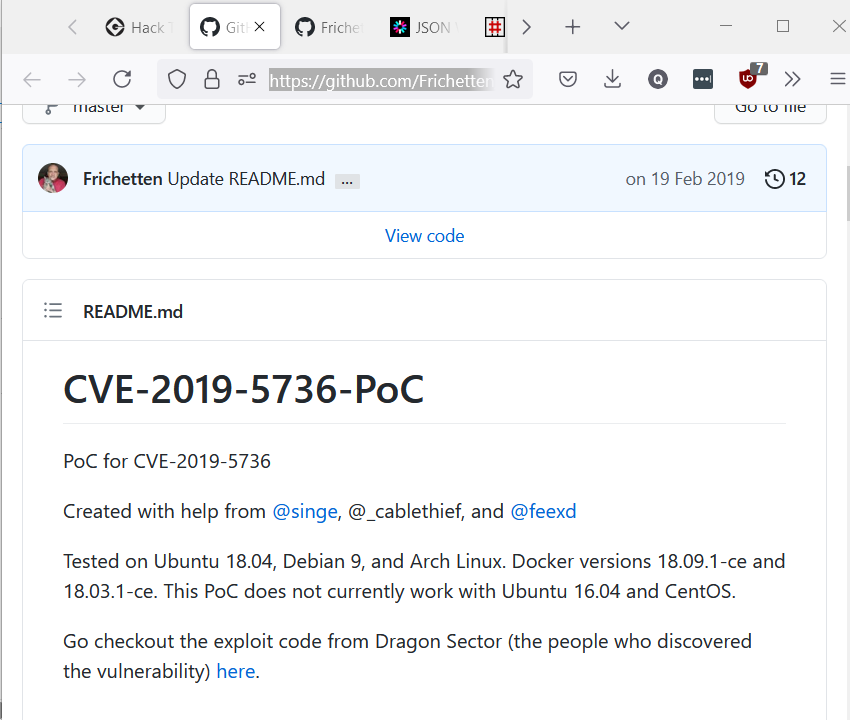 Hack T
Git
Friche
JSON
https://github.com/Frichetten
Q
uo
7
master
Go to file
Frichetten Update README.md ...
on 19 Feb 2019
12
View code
README.md
CVE-2019-5736-PoC
PoC for CVE-2019-5736
Created with help from @singe, @_cablethief, and @feexd
Tested on Ubuntu 18.04, Debian 9, and Arch Linux. Docker versions 18.09.1-ce and
18.03.1-ce. This PoC does not currently work with Ubuntu 16.04 and CentOS.
Go checkout the exploit code from Dragon Sector (the people who discovered
the vulnerability) here.